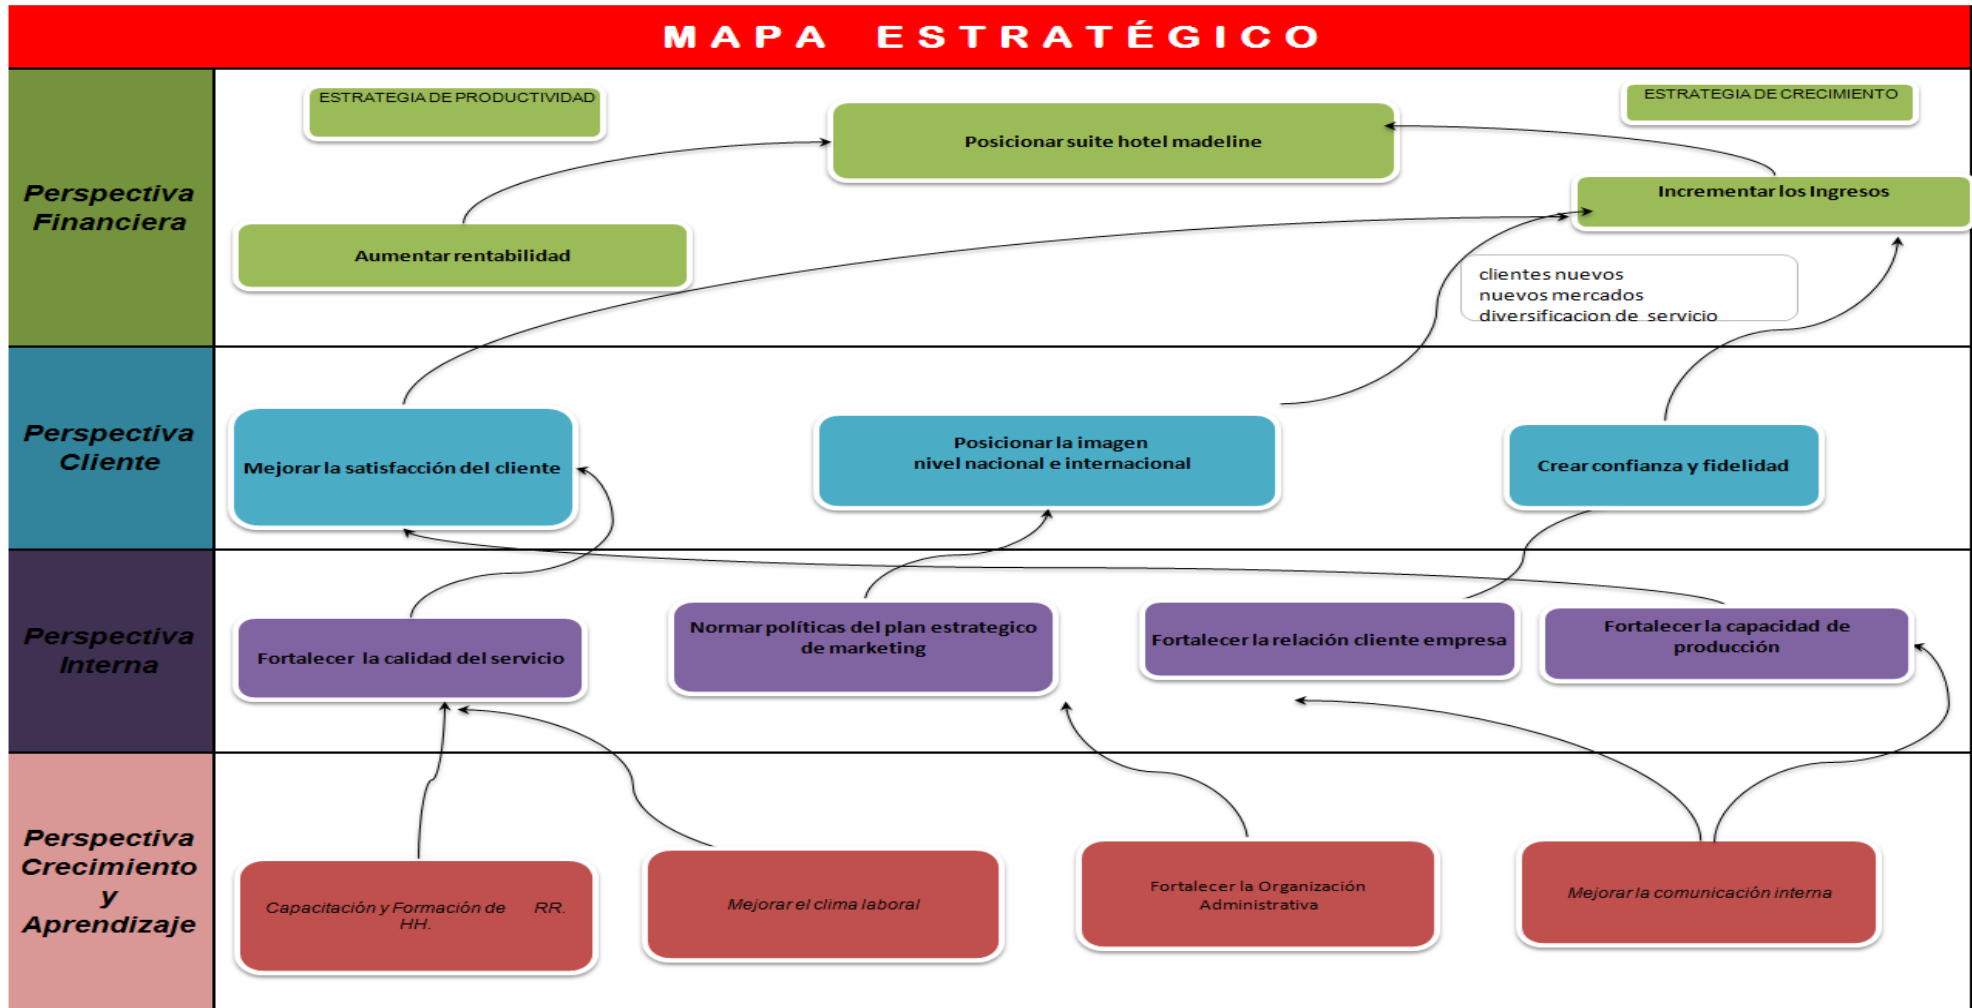 MAPA ESTRATÉGICO
Perspectiva
Financiera
ESTRATEGIA DE PRODUCTIVIDAD
ESTRATEGIA DE CRECIMIENTO
Posicionar suite hotel madeline
Incrementar los Ingresos
Aumentar rentabilidad
clientes nuevos
nuevos mercados
diversificacion de servicio
Perspectiva
Cliente
Mejorar la satisfacción del cliente
Posicionar la imagen
nivel nacional e internacional
Crear confianza y fidelidad
Perspectiva
Interna
Fortalecer la calidad del servicio
Normar políticas del plan estrategico
de marketing
Fortalecer la relación cliente empresa
Fortalecer la capacidad de
producción
Perspectiva
Crecimiento
y
Aprendizaje
Capacitación y Formación de RR.
HH.
Mejorar el clima laboral
Fortalecer la Organización
Administrativa
Mejorar la comunicación interna